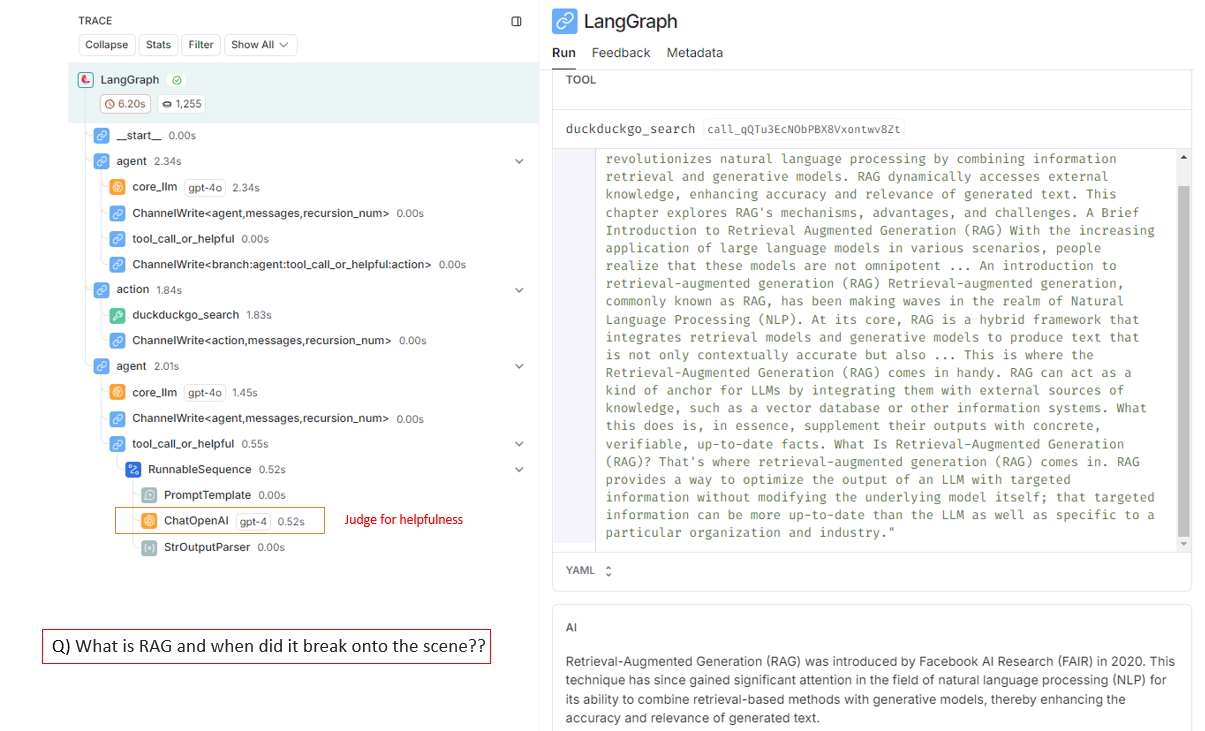 TRACE
Collapse Stats Filter Show All
LangGraph
6.20s 1,255
__start__ 0.00s
agent 2.34s
core_llm gpt-4o 2.34s
ChannelWrite<agent,messages,recursion_num> 0.00s
tool_call_or_helpful 0.00s
ChannelWrite<branch:agent:tool_call_or_helpful:action> 0.00s
action 1.84s
duckduckgo_search 1.83s
ChannelWrite<action,messages,recursion_num> 0.00s
agent 2.01s
core_llm gpt-4o 1.45s
ChannelWrite<agent,messages,recursion_num> 0.00s
tool_call_or_helpful 0.55s
RunnableSequence 0.52s
PromptTemplate 0.00s
ChatOpenAI gpt-4 0.52s
Judge for helpfulness
StrOutputParser 0.00s
Q) What is RAG and when did it break onto the scene??
LangGraph
Run Feedback Metadata
TOOL
duckduckgo_search call_qQTu3EcNObPBX8Vxontwv8Zt
revolutionizes natural language processing by combining information
retrieval and generative models. RAG dynamically accesses external
knowledge, enhancing accuracy and relevance of generated text. This
chapter explores RAG's mechanisms, advantages, and challenges. A Brief
Introduction to Retrieval Augmented Generation (RAG) With the increasing
application of large language models in various scenarios, people
realize that these models are not omnipotent ... An introduction to
retrieval-augmented generation (RAG) Retrieval-augmented generation,
commonly known as RAG, has been making waves in the realm of Natural
Language Processing (NLP). At its core, RAG is a hybrid framework that
integrates retrieval models and generative models to produce text that
is not only contextually accurate but also ... This is where the
Retrieval-Augmented Generation (RAG) comes in handy. RAG can act as a
kind of anchor for LLMs by integrating them with external sources of
knowledge, such as a vector database or other information systems. What
this does is, in essence, supplement their outputs with concrete,
verifiable, up-to-date facts. What Is Retrieval-Augmented Generation
(RAG)? That's where retrieval-augmented generation (RAG) comes in. RAG
provides a way to optimize the output of an LLM with targeted
information without modifying the underlying model itself; that targeted
information can be more up-to-date than the LLM as well as specific to a
particular organization and industry."
YAML
AI
Retrieval-Augmented Generation (RAG) was introduced by Facebook AI Research (FAIR) in 2020. This
technique has since gained significant attention in the field of natural language processing (NLP) for
its ability to combine retrieval-based methods with generative models, thereby enhancing the
accuracy and relevance of generated text.